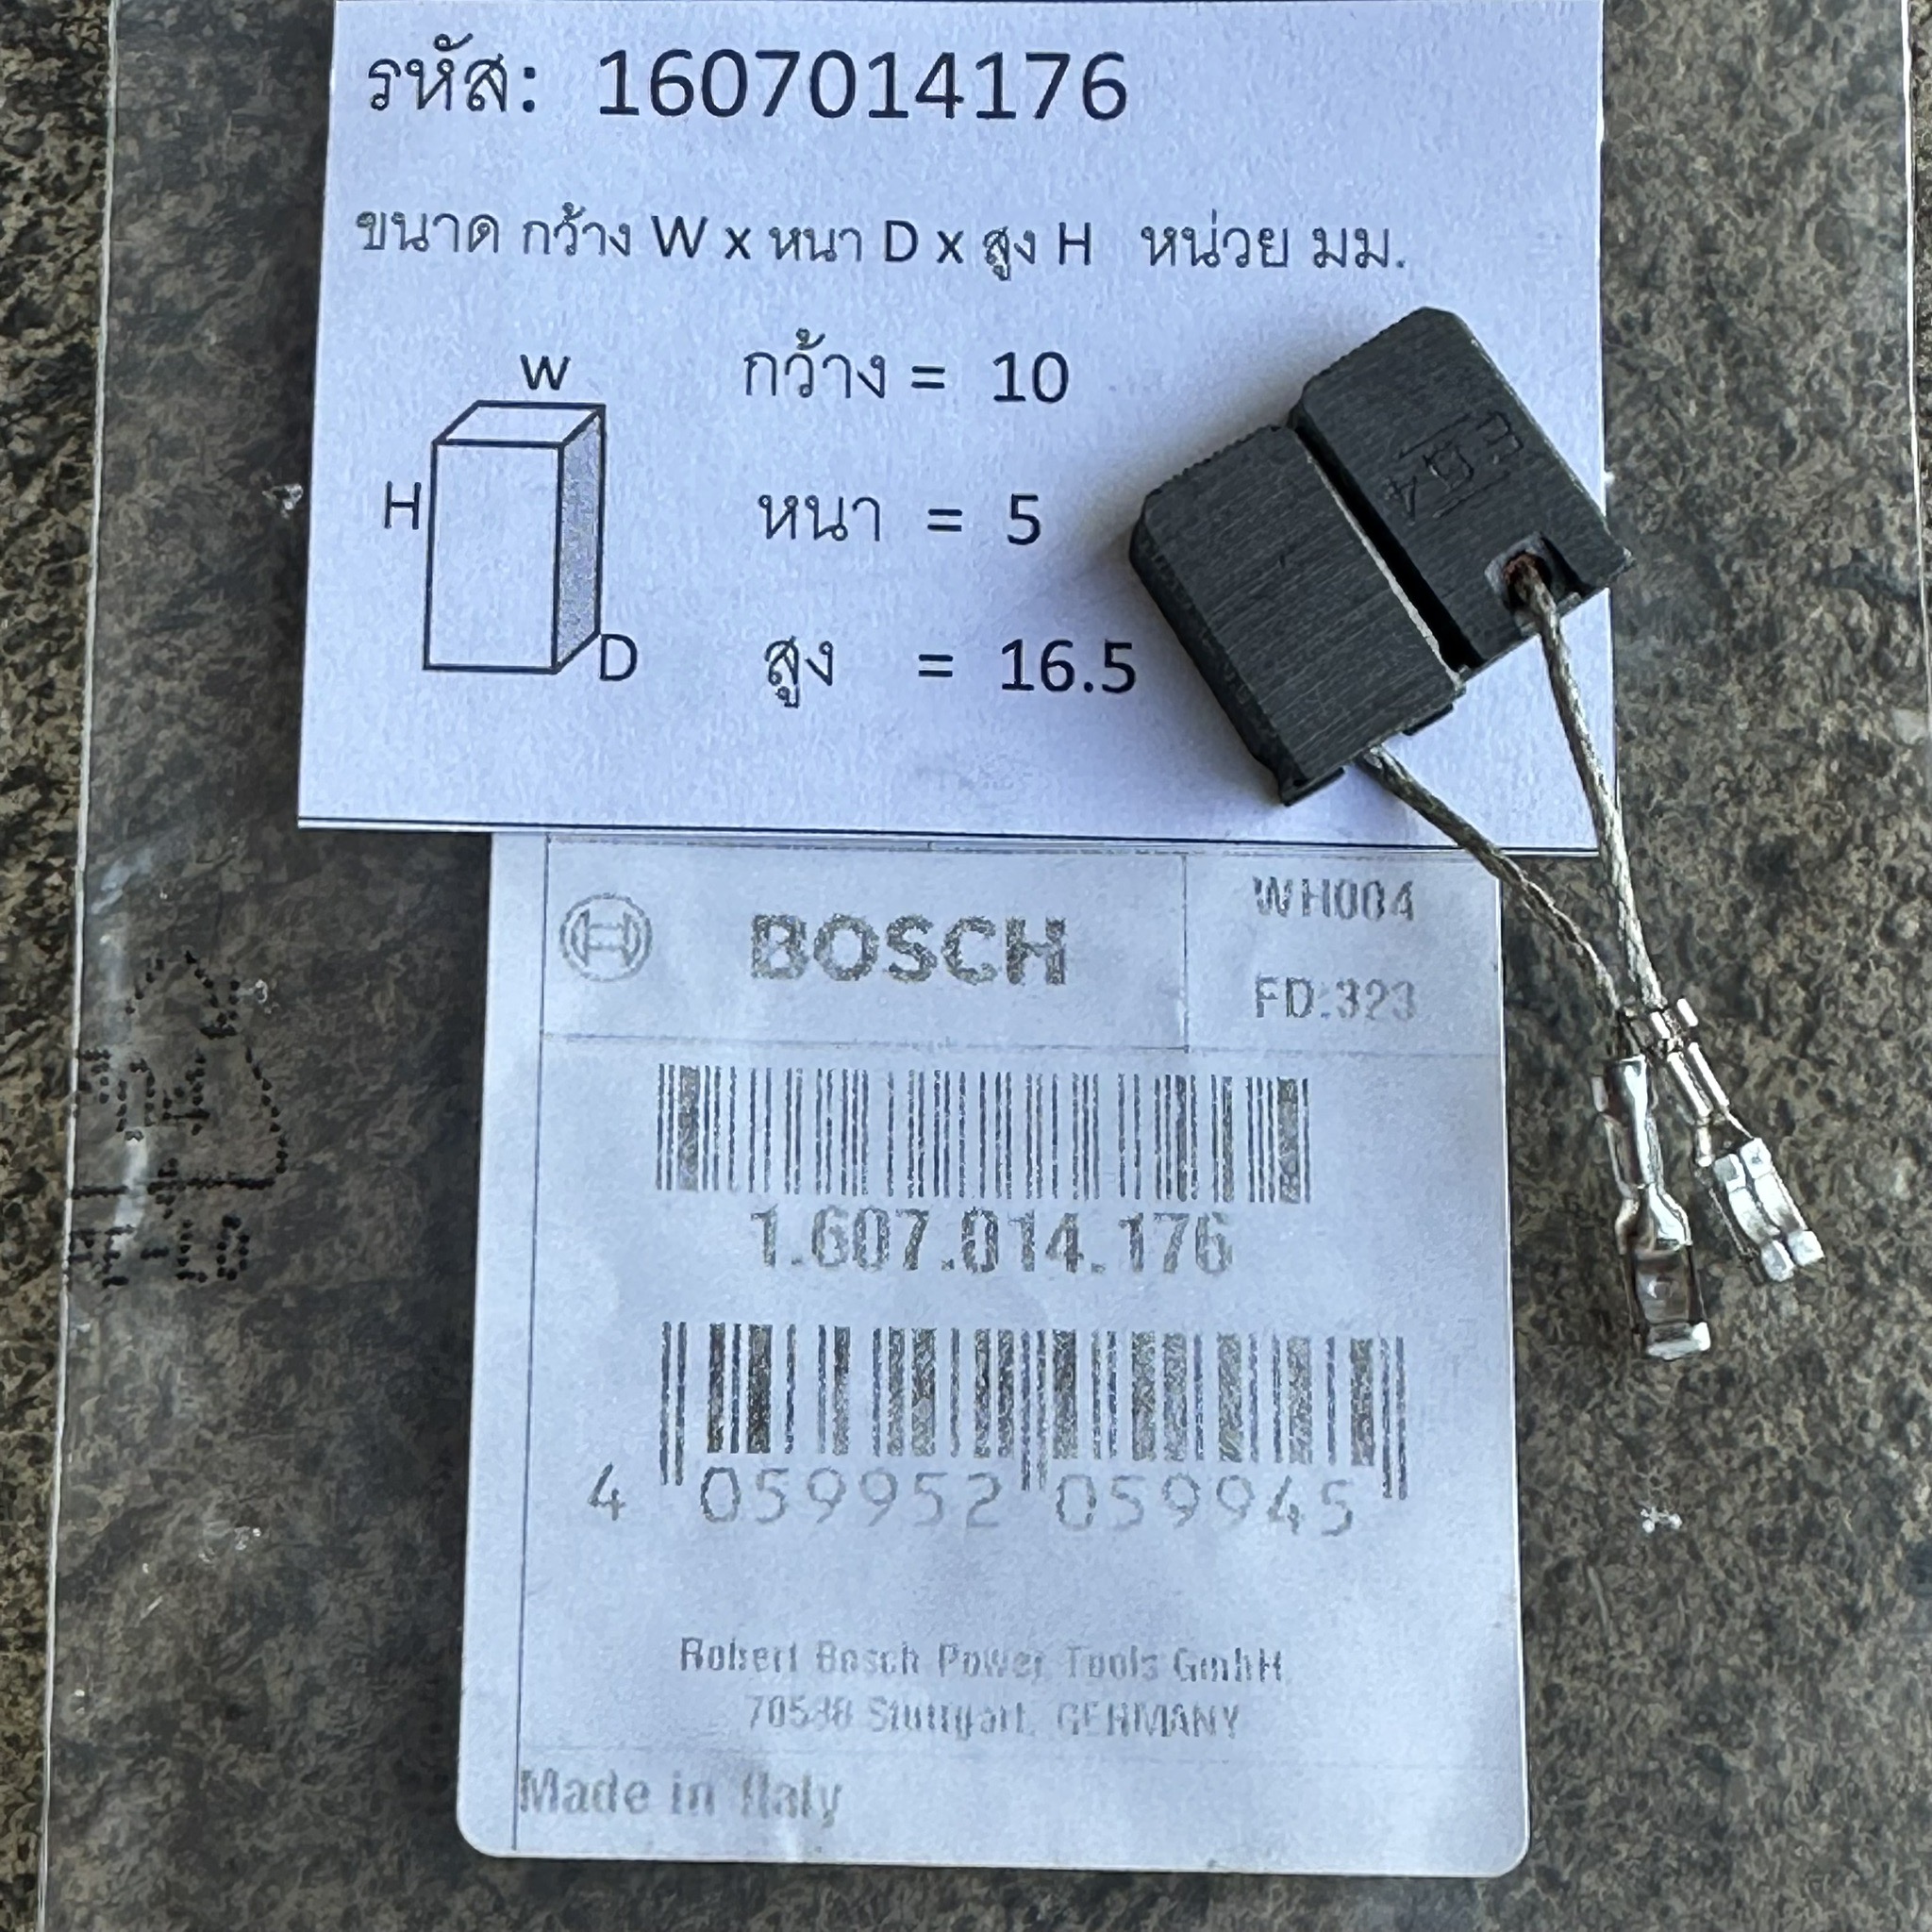 รหัส: 1607014176
ขนาด กว้าง W x หนา D x สูง H หน่วย มม.
W
กว้าง = 10
H
หนา = 5
D
สูง = 16.5
E64
BOSCH
WH004
FD:323
1.607.014.176
4 059952 059945
Robert Bosch Power Tools GmbH
70538 Stuttgart, GERMANY
Made in Italy